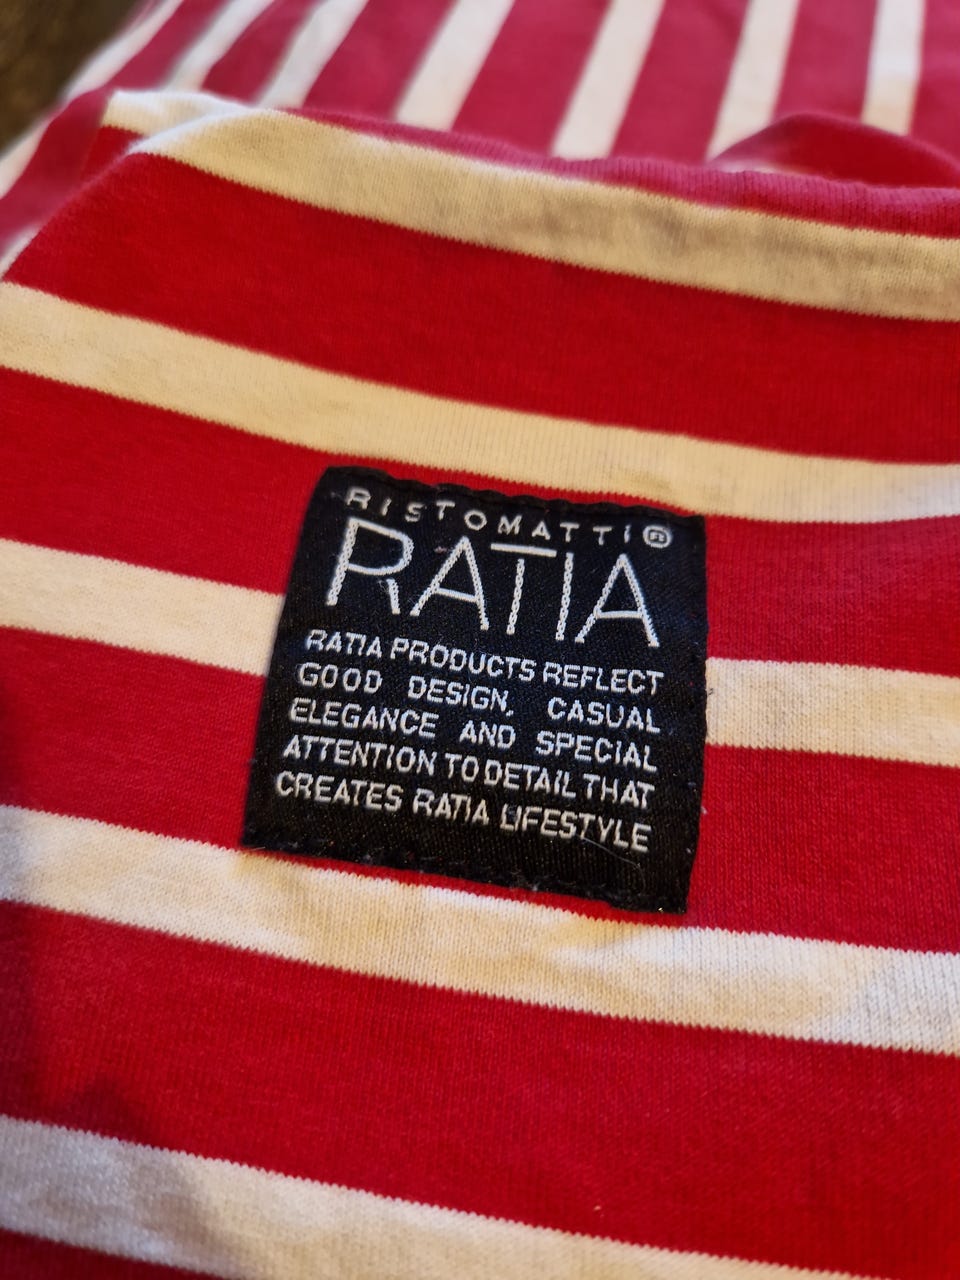 RISTOMATTI®
RATIA
RATIA PRODUCTS REFLECT
GOOD DESIGN, CASUAL
ELEGANCE AND SPECIAL
ATTENTION TO DETAIL THAT
CREATES RATIA LIFESTYLE